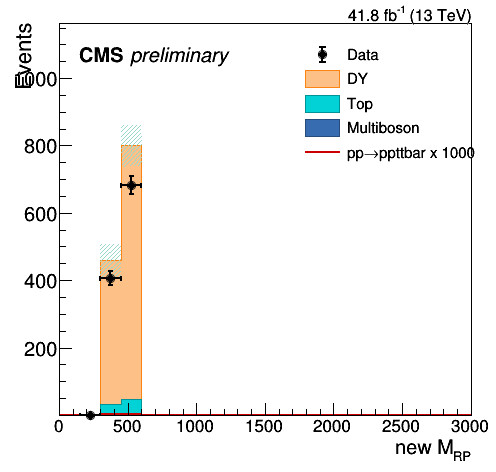 41.8 fb⁻¹ (13 TeV)
Events
CMS preliminary
Data
DY
Top
Multiboson
pp→ppttbar x 1000
1000
800
600
400
200
0 500 1000 1500 2000 2500 3000
new M_RP